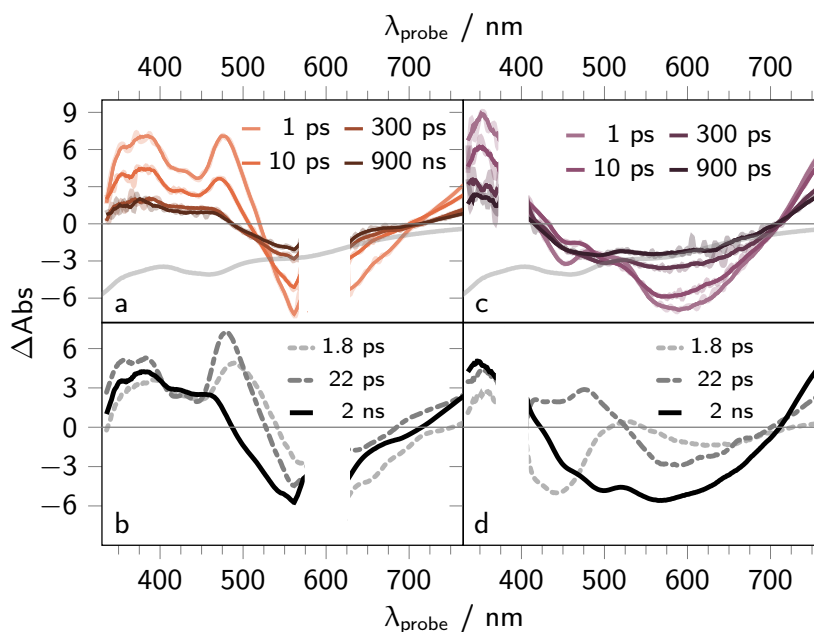 λprobe / nm
400 500 600 700
400 500 600 700
ΔAbs
9
6
3
0
−3
−6
1 ps 300 ps
10 ps 900 ns
a
1 ps 300 ps
10 ps 900 ps
c
6
3
0
−3
−6
1.8 ps
22 ps
2 ns
b
1.8 ps
22 ps
2 ns
d
400 500 600 700
400 500 600 700
λprobe / nm